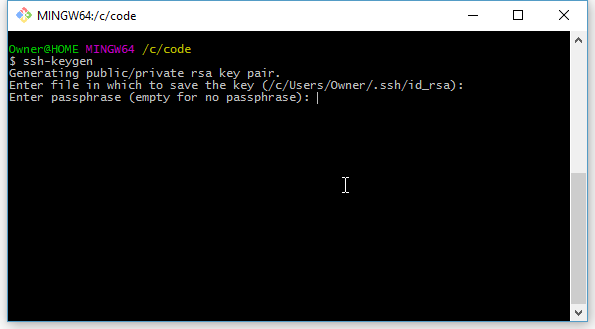 MINGW64:/c/code
Owner@HOME MINGW64 /c/code
$ ssh-keygen
Generating public/private rsa key pair.
Enter file in which to save the key (/c/Users/Owner/.ssh/id_rsa):
Enter passphrase (empty for no passphrase):